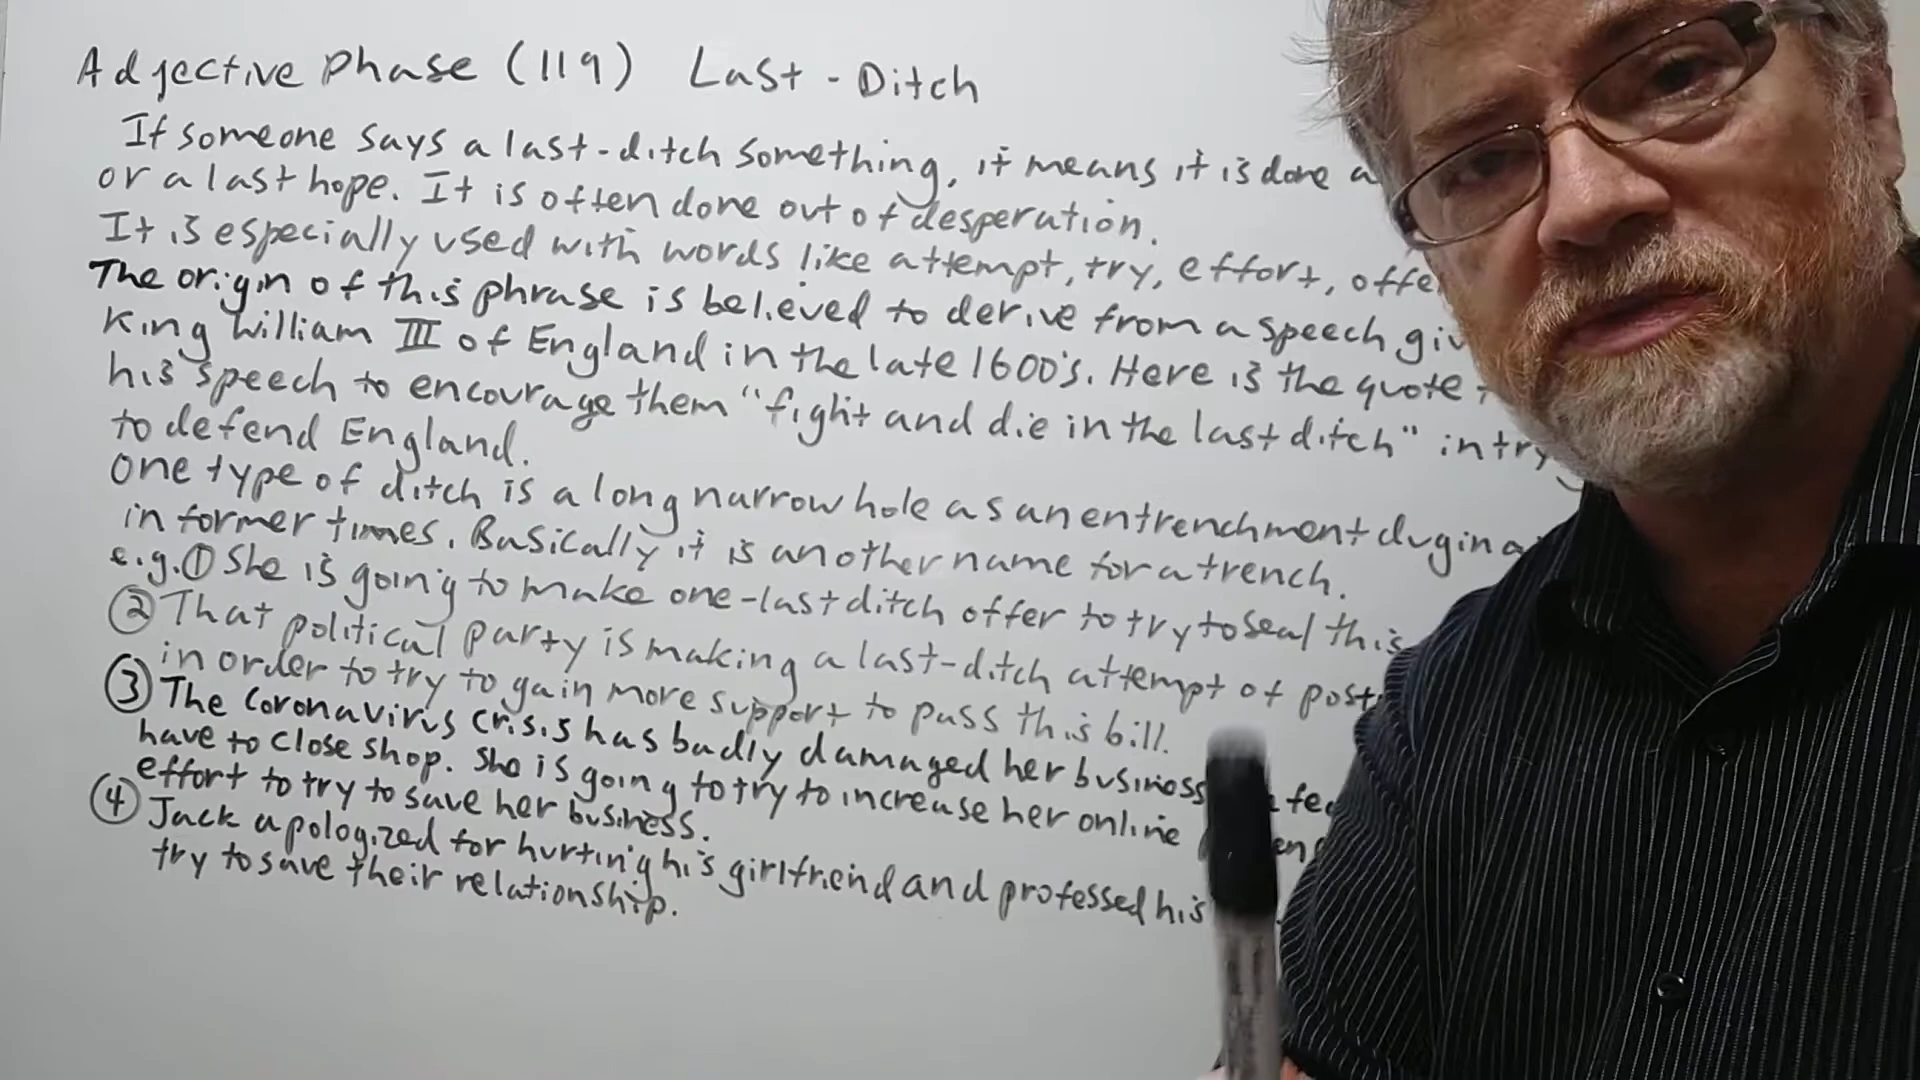 Adjective Phase (119) Last-Ditch
If someone says a last-ditch something, it means it is done a
or a last hope. It is often done out of desperation.
It is especially used with words like attempt, try, effort, offe
The origin of this phrase is believed to derive from a speech giv
King William III of England in the late 1600's. Here is the quote
his speech to encourage them "fight and die in the last ditch" in try
to defend England.
One type of ditch is a long narrow hole as an entrenchment dug in a
in former times. Basically it is another name for a trench.
e.g. ① She is going to make one-last ditch offer to try to seal this
② That political party is making a last-ditch attempt of post
in order to try to gain more support to pass this bill.
③ The Coronavirus crisis has badly damaged her business
have to close shop. She is going to try to increase her online
effort to try to save her business.
④ Jack apologized for hurting his girlfriend and professed his
try to save their relationship.